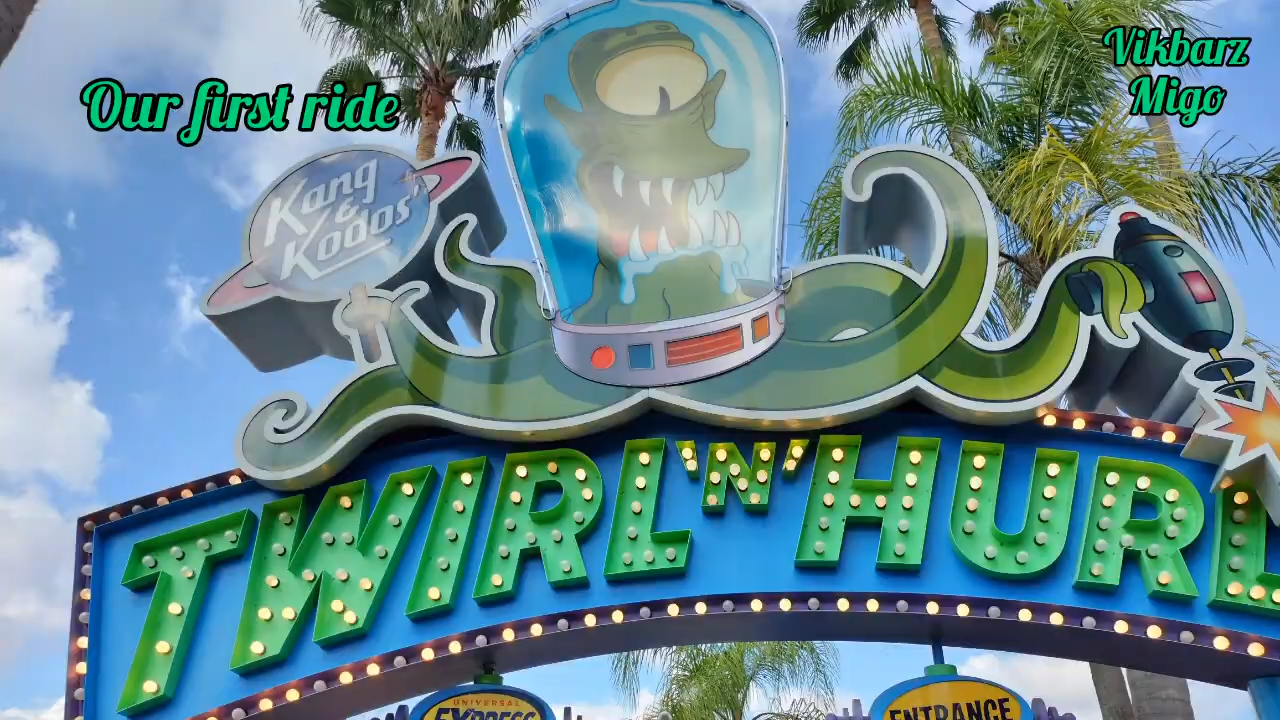 Our first ride
Vikbarz
Migo
Kang
&
Kodos
TWIRL 'N' HURL
UNIVERSAL
EXPRESS
ENTRANCE